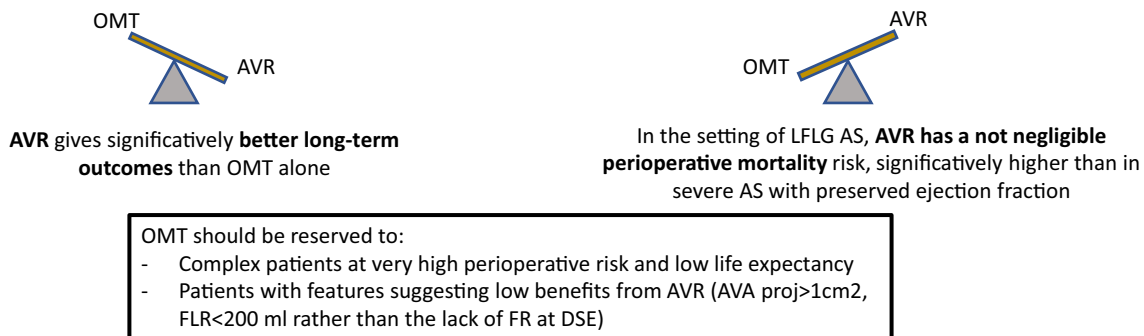 OMT
AVR
AVR gives significatively better long-term
outcomes than OMT alone
AVR
OMT
In the setting of LFLG AS, AVR has a not negligible
perioperative mortality risk, significantly higher than in
severe AS with preserved ejection fraction
OMT should be reserved to:
- Complex patients at very high perioperative risk and low life expectancy
- Patients with features suggesting low benefits from AVR (AVA proj>1cm2,
FLR<200 ml rather than the lack of FR at DSE)